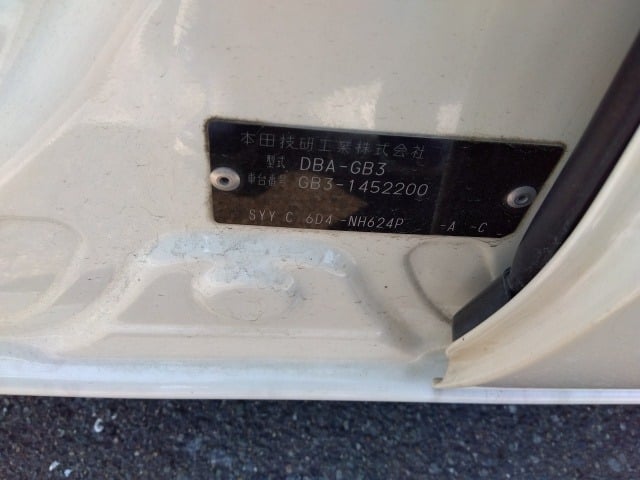 本田技研工業株式会社
型式 DBA-GB3
車台番号 GB3-1452200
SYY C 6D4 -NH624P -A -C